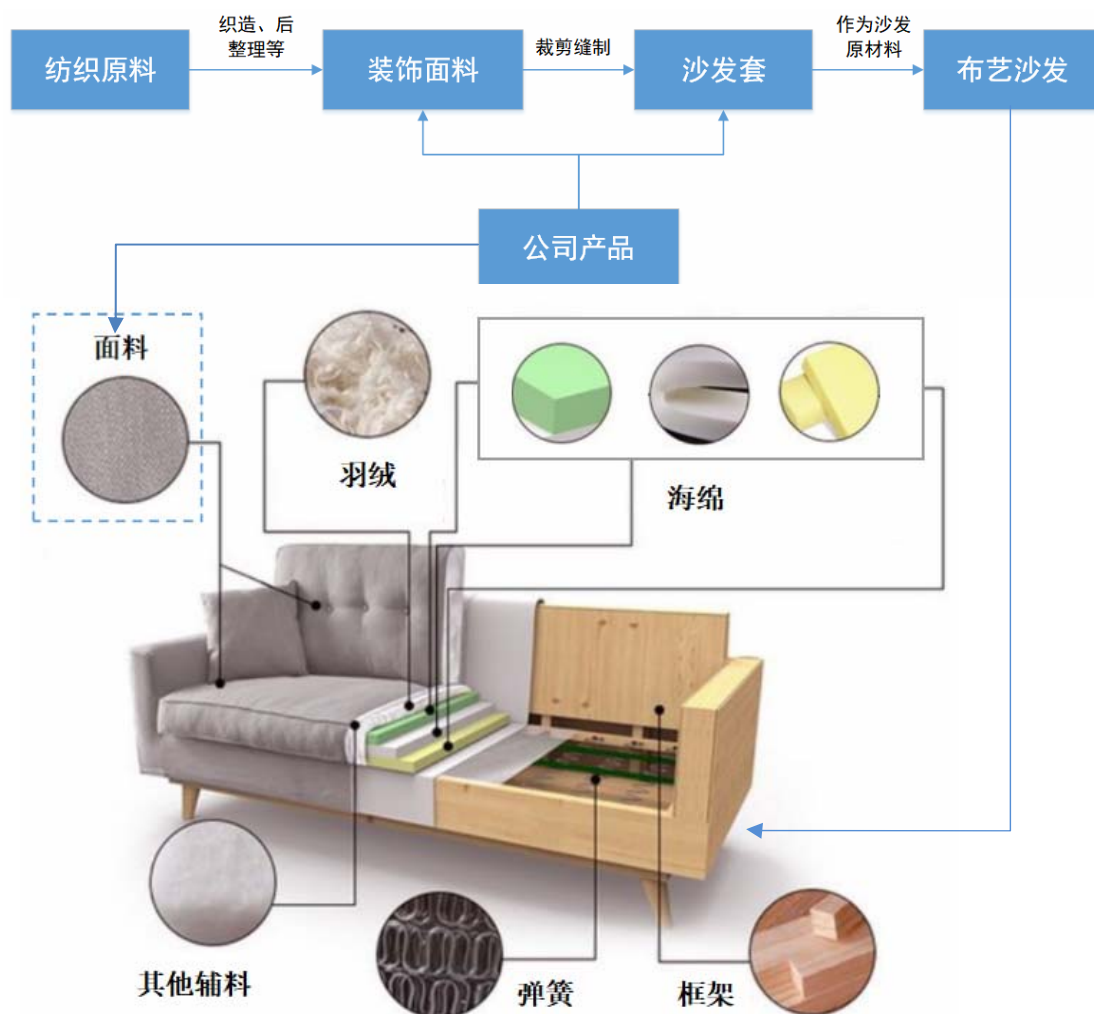 纺织原料
织造、后
整理等
装饰面料
裁剪缝制
沙发套
作为沙发
原材料
布艺沙发
公司产品
面料
羽绒
海绵
其他辅料
弹簧
框架